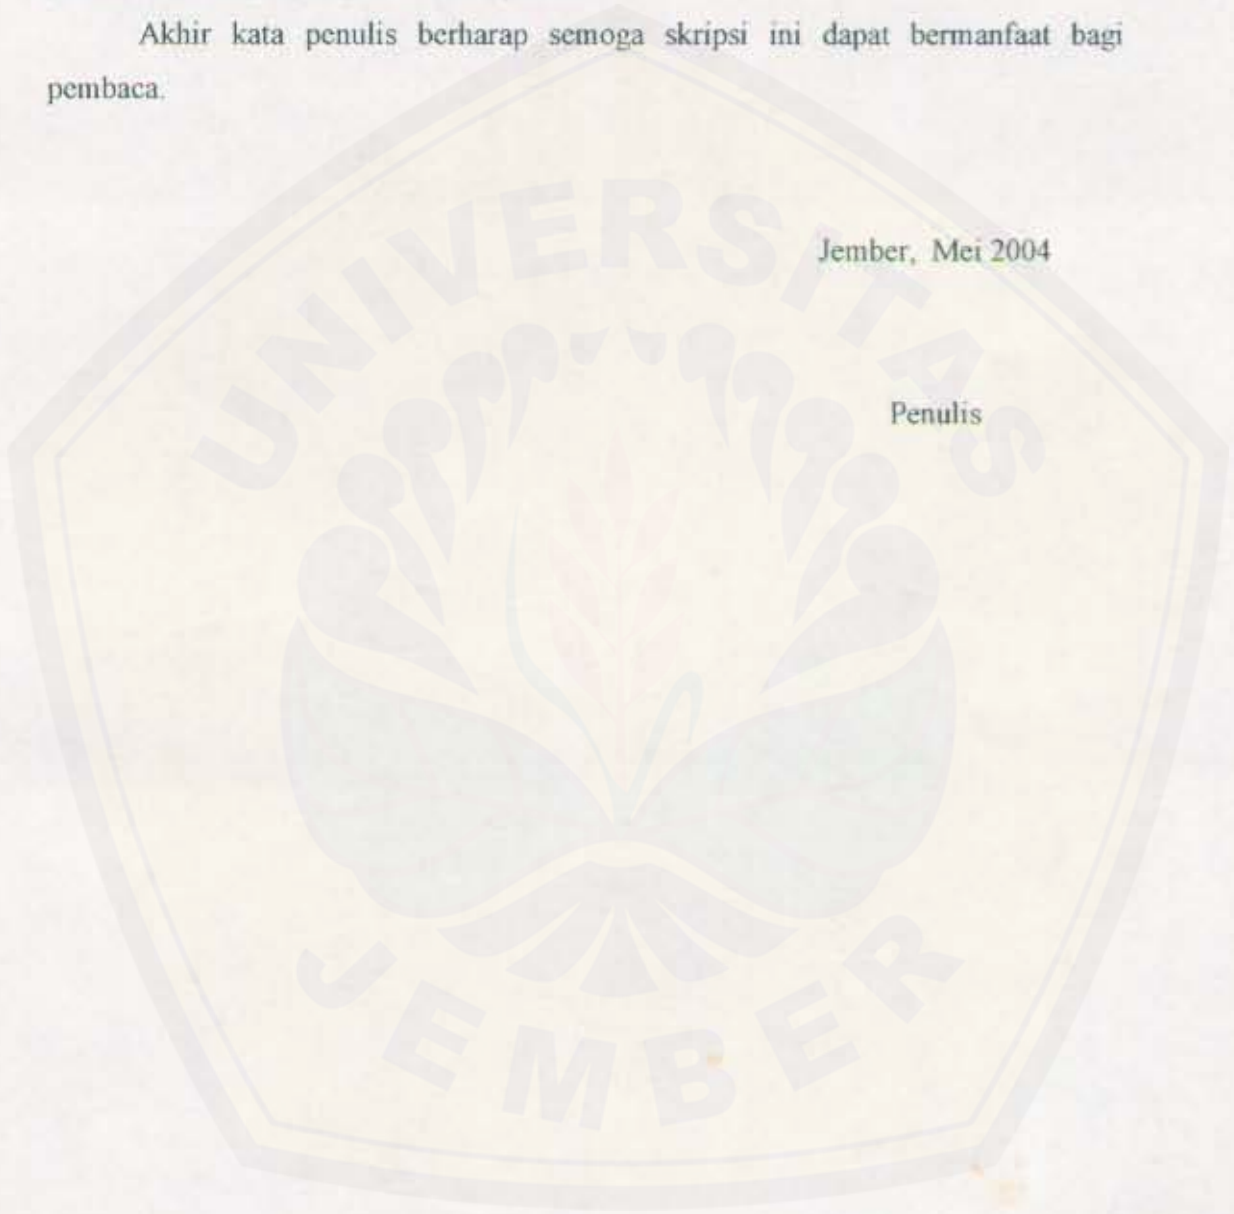 Akhir kata penulis berharap semoga skripsi ini dapat bermanfaat bagi
pembaca.
Jember, Mei 2004
Penulis
UNIVERSITAS
JEMBER